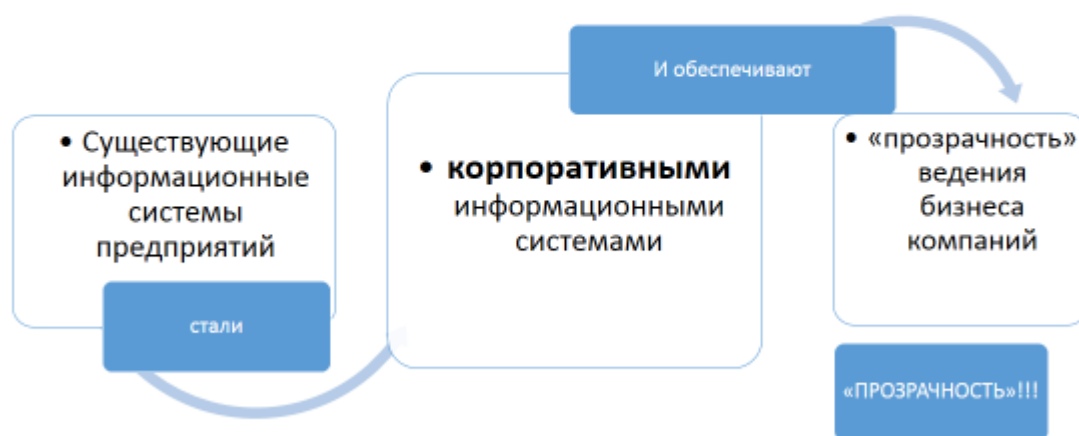 • Существующие
информационные
системы
предприятий
стали
• корпоративными
информационными
системами
И обеспечивают
• «прозрачность»
ведения
бизнеса
компаний
«ПРОЗРАЧНОСТЬ»!!!